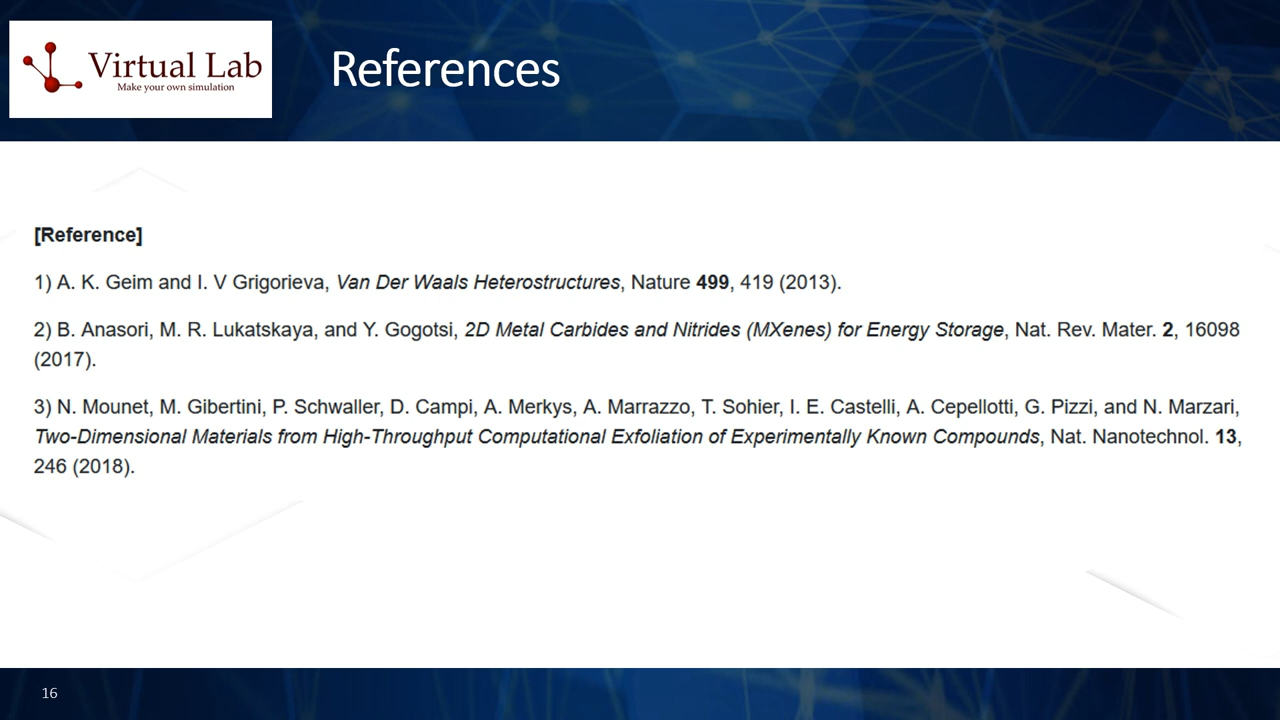 Virtual Lab
Make your own simulation
References
[Reference]
1) A. K. Geim and I. V Grigorieva, Van Der Waals Heterostructures, Nature 499, 419 (2013).
2) B. Anasori, M. R. Lukatskaya, and Y. Gogotsi, 2D Metal Carbides and Nitrides (MXenes) for Energy Storage, Nat. Rev. Mater. 2, 16098
(2017).
3) N. Mounet, M. Gibertini, P. Schwaller, D. Campi, A. Merkys, A. Marrazzo, T. Sohier, I. E. Castelli, A. Cepellotti, G. Pizzi, and N. Marzari,
Two-Dimensional Materials from High-Throughput Computational Exfoliation of Experimentally Known Compounds, Nat. Nanotechnol. 13,
246 (2018).
16